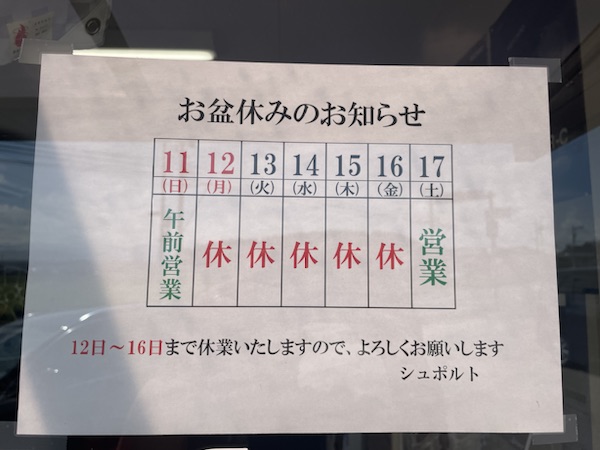 お盆休みのお知らせ
11 12 13 14 15 16 17
(日) (月) (火) (水) (木) (金) (土)
午前営業 休 休 休 休 休 営業
12日～16日まで休業いたしますので、よろしくお願いします
シュポルト